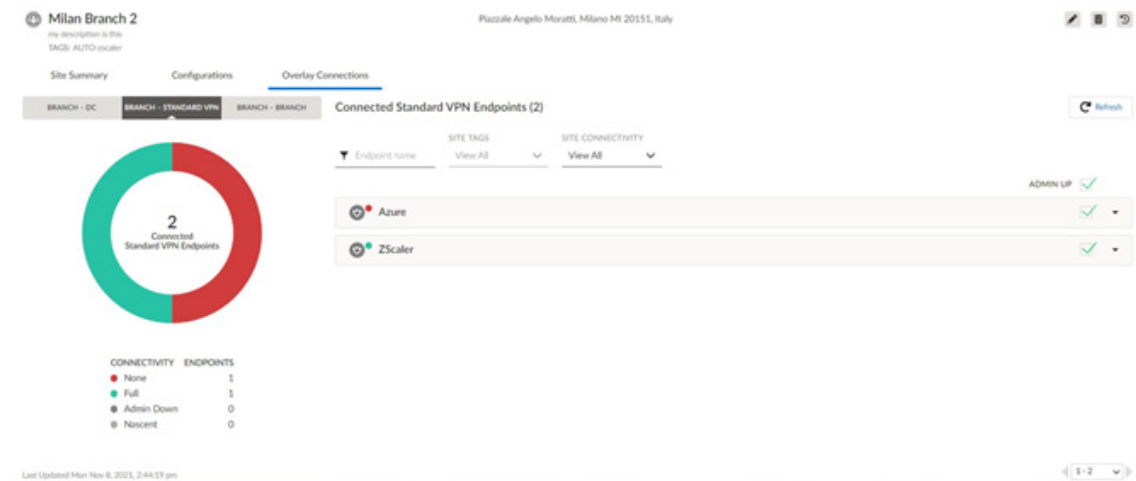 Milan Branch 2
Piazzale Angelo Moratti, Milano MI 20151, Italy
my description is this
TAGS: AUTO-zscaler
Site Summary Configurations Overlay Connections
BRANCH - DC BRANCH - STANDARD VPN BRANCH - BRANCH
Connected Standard VPN Endpoints (2)
Refresh
SITE TAGS SITE CONNECTIVITY
Endpoint name View All View All
ADMIN UP
Azure
ZScaler
2
Connected
Standard VPN Endpoints
CONNECTIVITY ENDPOINTS
None 1
Full 1
Admin Down 0
Nascent 0
Last Updated Mon Nov 8, 2021, 2:44:19 pm
1 - 2